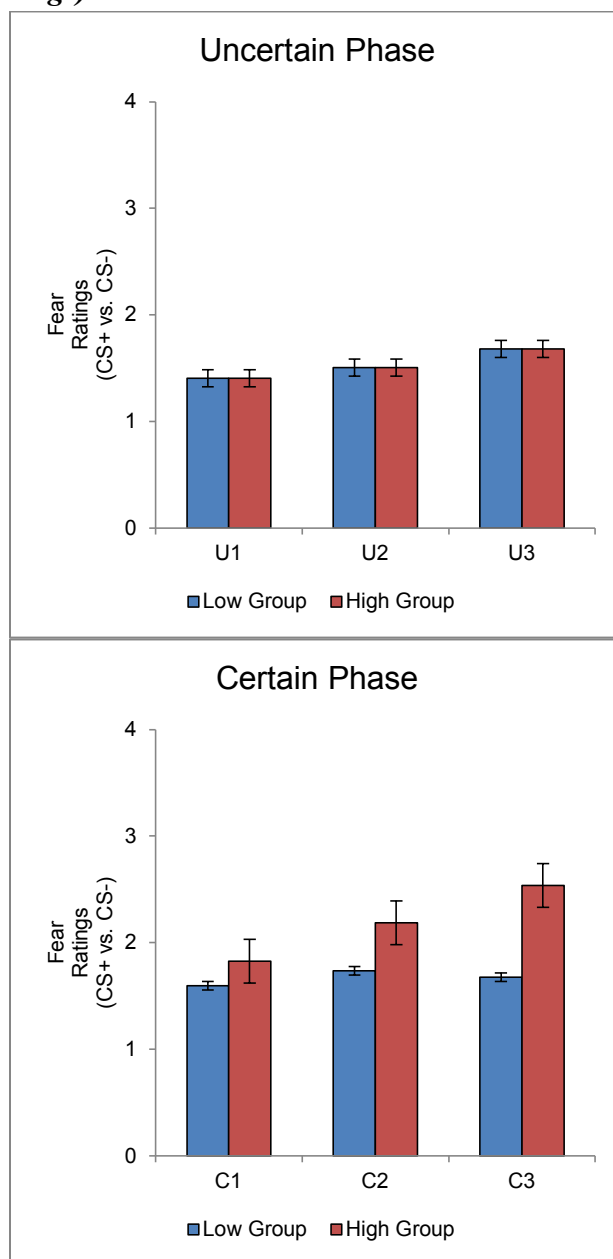 Uncertain Phase
4
3
2
1
0
Fear
Ratings
(CS+ vs. CS-)
U1 U2 U3
Low Group High Group
Certain Phase
4
3
2
1
0
Fear
Ratings
(CS+ vs. CS-)
C1 C2 C3
Low Group High Group